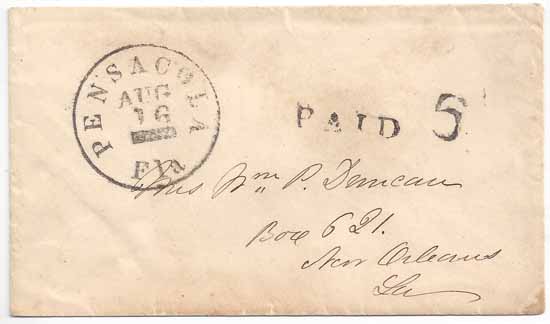 PENSACOLA
AUG
16
Fla
PAID 5
Mrs Wm P. Duncan
Box 621.
New Orleans
La